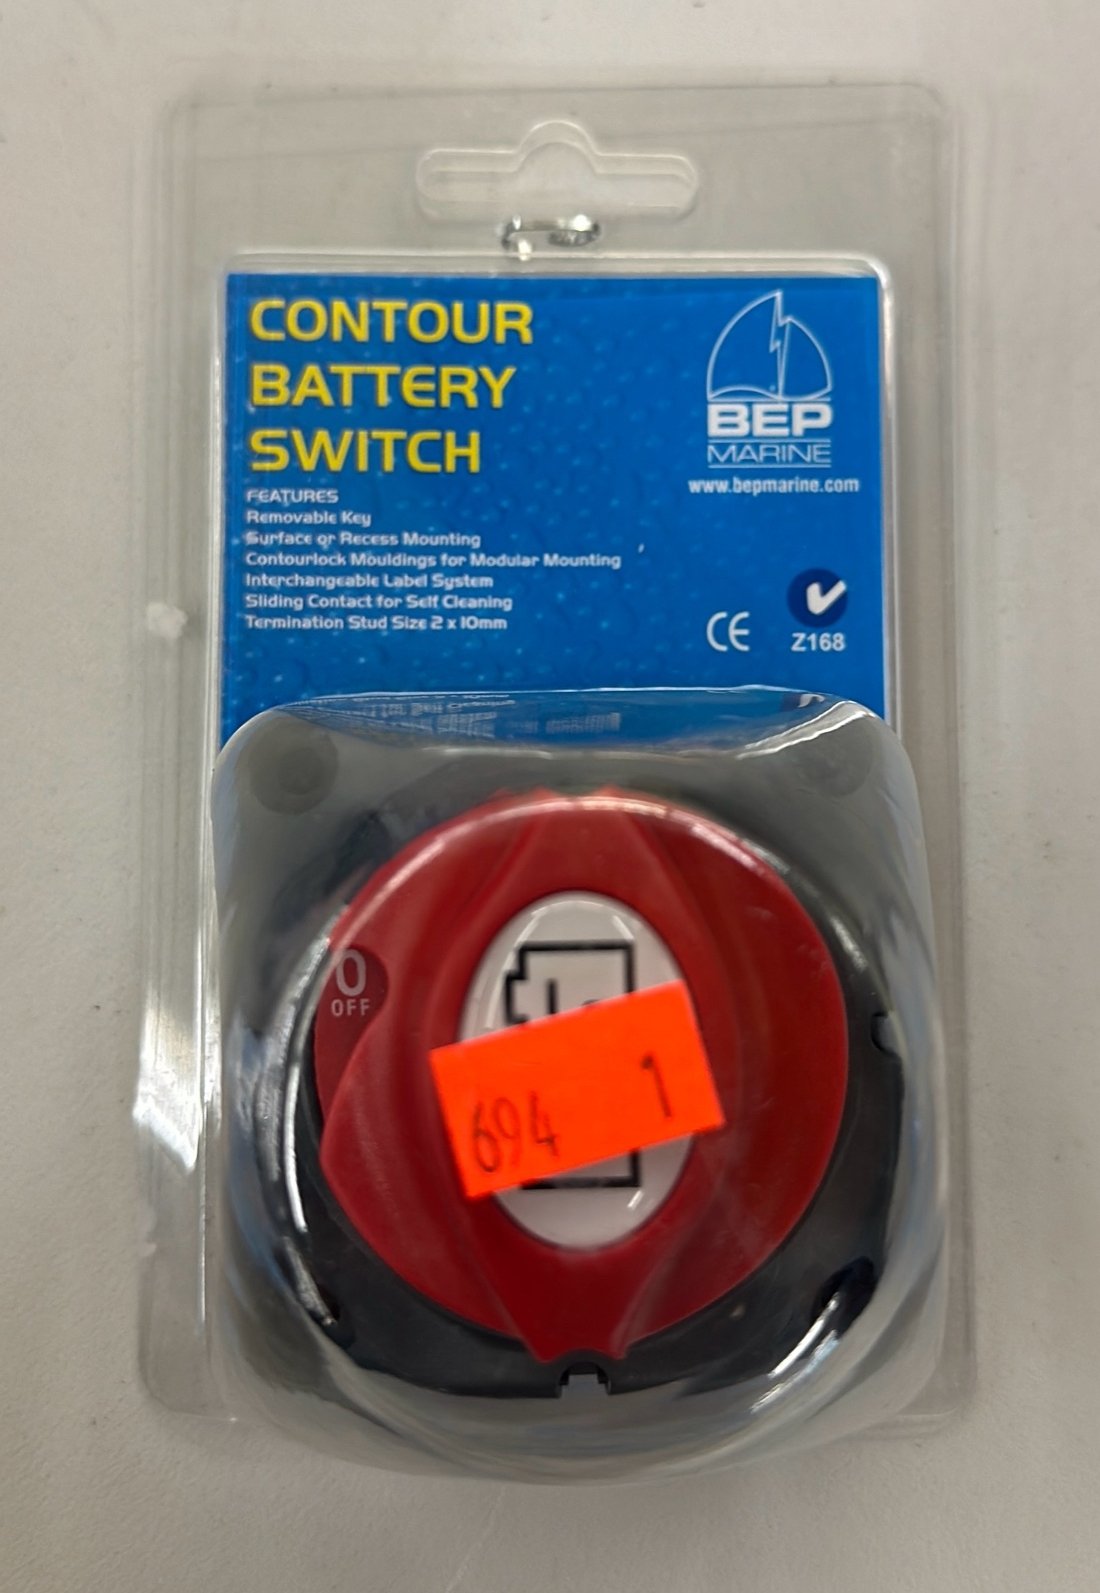 CONTOUR
BATTERY
SWITCH
BEP
MARINE
www.bepmarine.com
FEATURES
Removable Key
Surface or Recess Mounting
Contourlock Mouldings for Modular Mounting
Interchangeable Label System
Sliding Contact for Self Cleaning
Termination Stud Size 2 x 10mm
CE
Z168
0
OFF
694 1